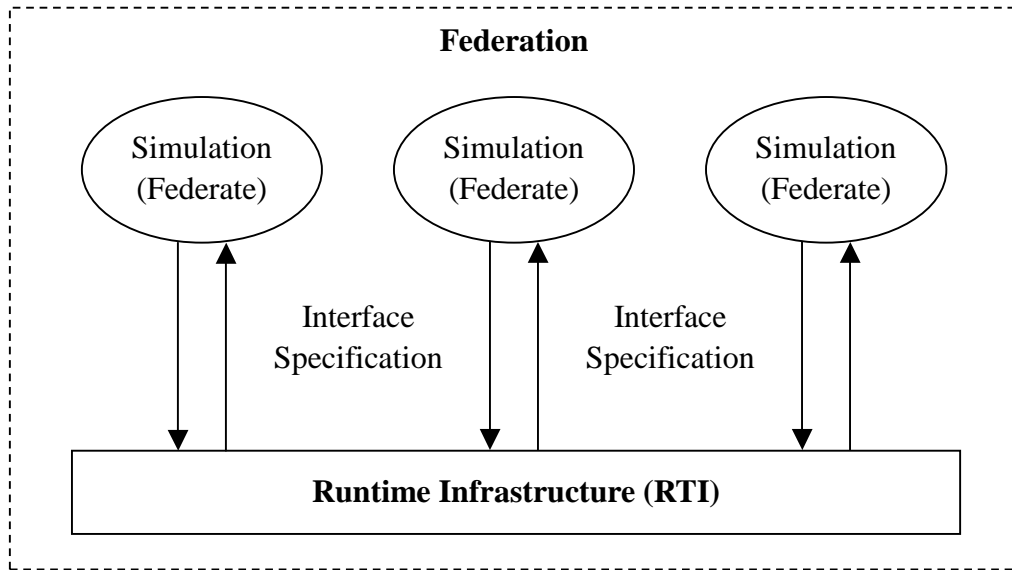 Federation
Simulation
(Federate)
Simulation
(Federate)
Simulation
(Federate)
Interface
Specification
Interface
Specification
Runtime Infrastructure (RTI)